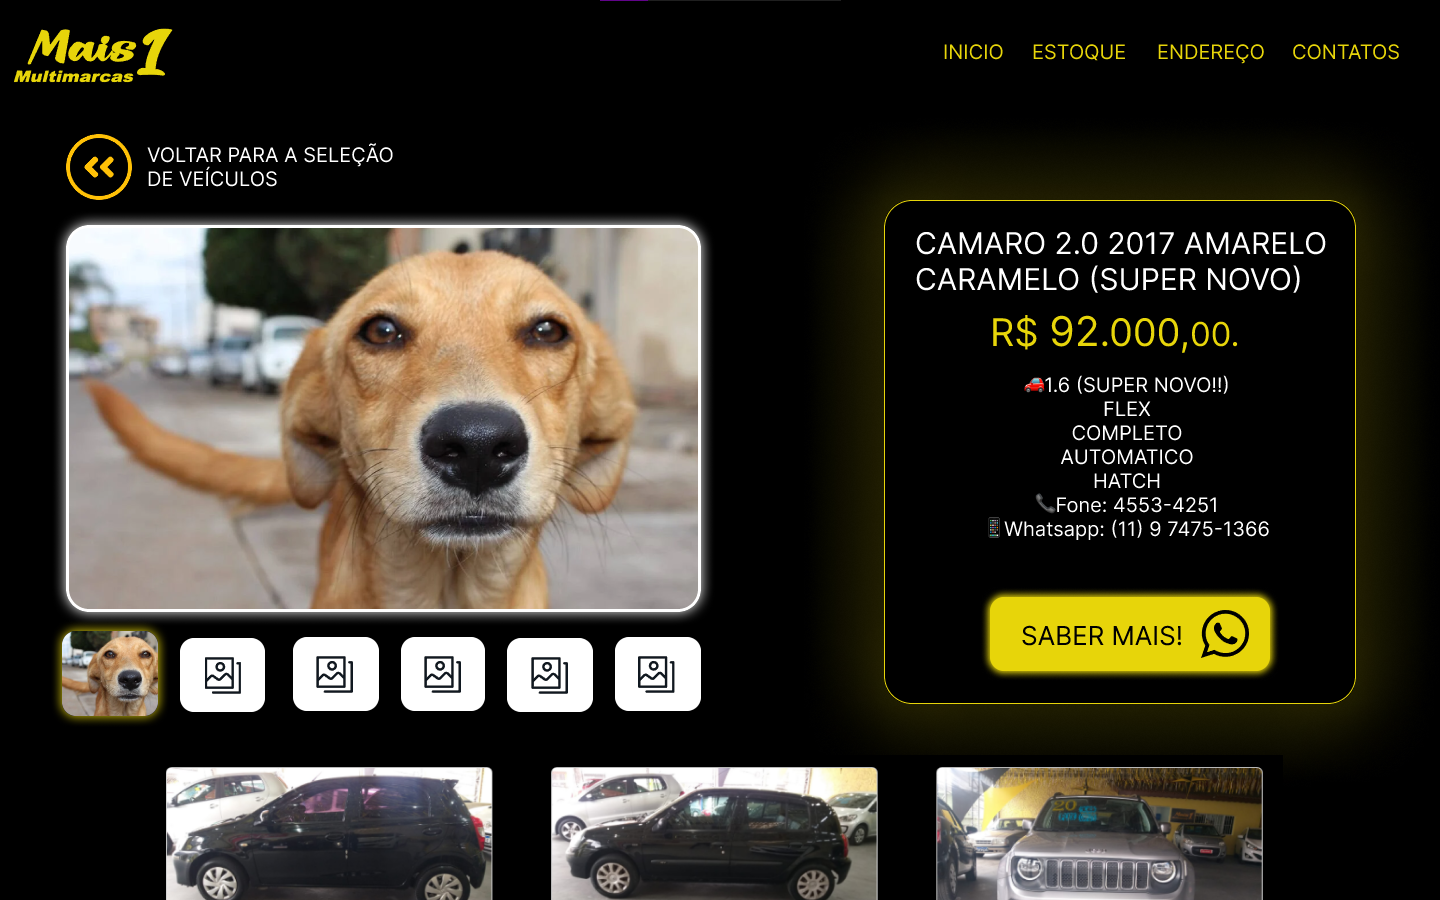 Mais 1
Multimarcas
INICIO ESTOQUE ENDEREÇO CONTATOS
VOLTAR PARA A SELEÇÃO
DE VEÍCULOS
CAMARO 2.0 2017 AMARELO
CARAMELO (SUPER NOVO)
R$ 92.000,00.
🚗1.6 (SUPER NOVO!!)
FLEX
COMPLETO
AUTOMATICO
HATCH
📞Fone: 4553-4251
📱Whatsapp: (11) 9 7475-1366
SABER MAIS!
20
Jeep